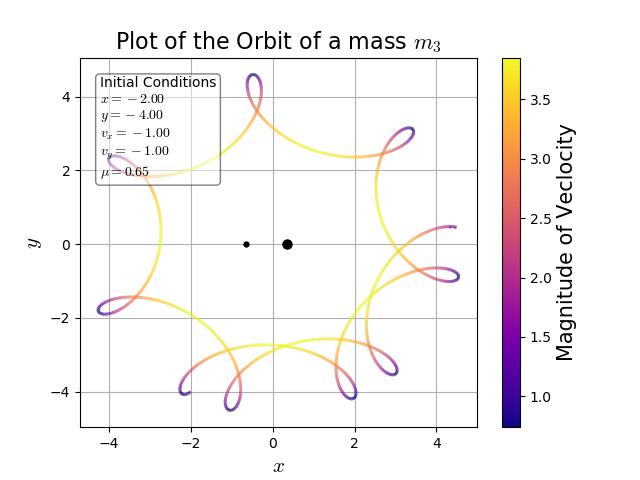 Plot of the Orbit of a mass m₃
Initial Conditions
x = −2.00
y = −4.00
vₓ = −1.00
v_y = −1.00
μ = 0.65
4
2
0
−2
−4
y
−4
−2
0
2
4
x
3.5
3.0
2.5
2.0
1.5
1.0
Magnitude of Veclocity